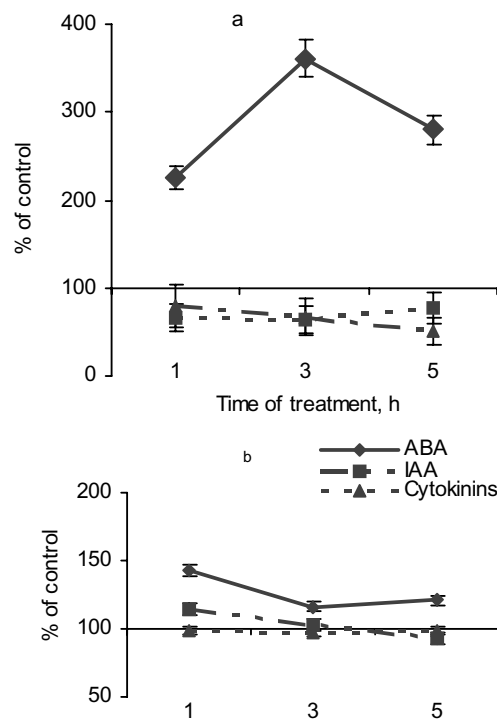 a
400
300
200
100
0
% of control
1 3 5
Time of treatment, h
b
ABA
IAA
Cytokinins
200
150
100
50
% of control
1 3 5